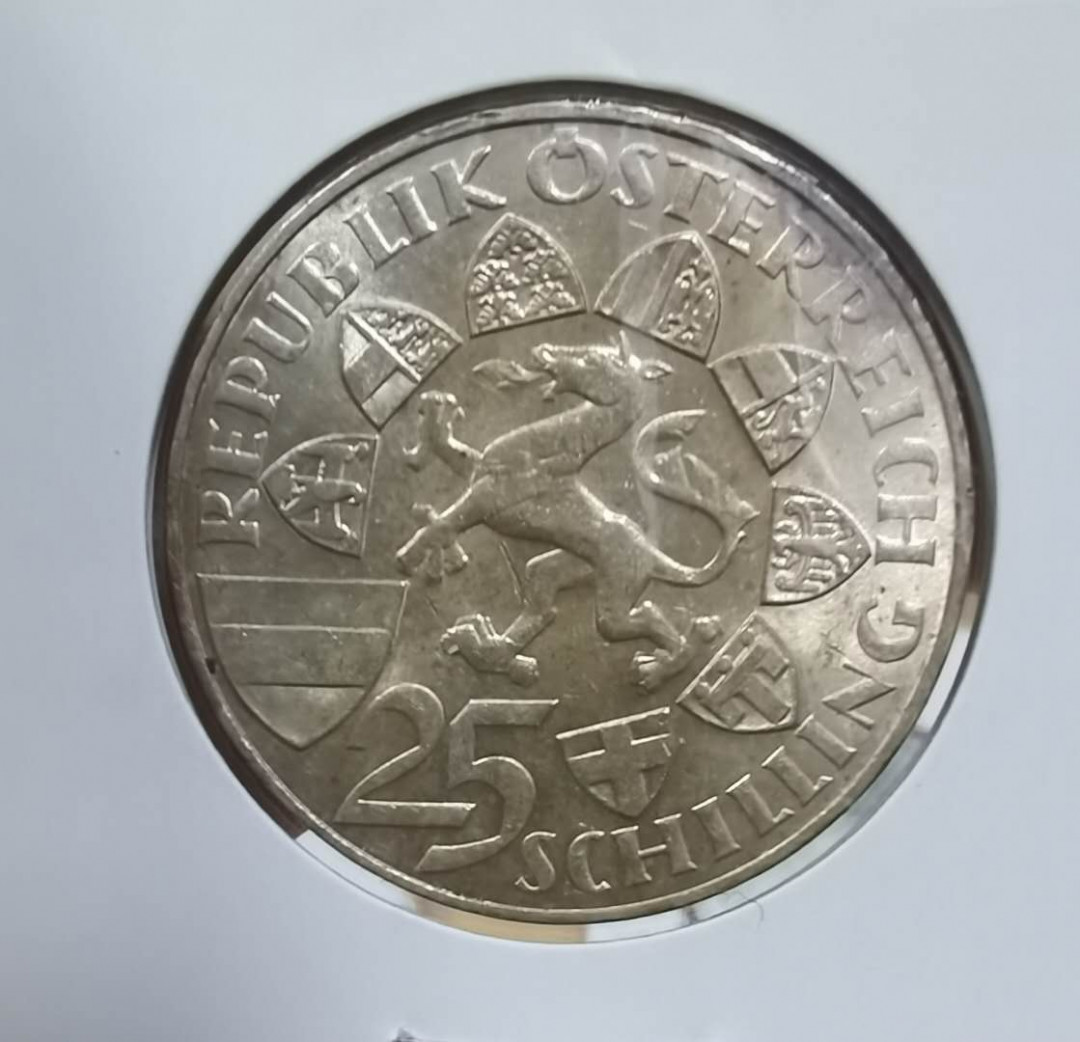 REPUBLIK ÖSTERREICH
25
SCHILLING